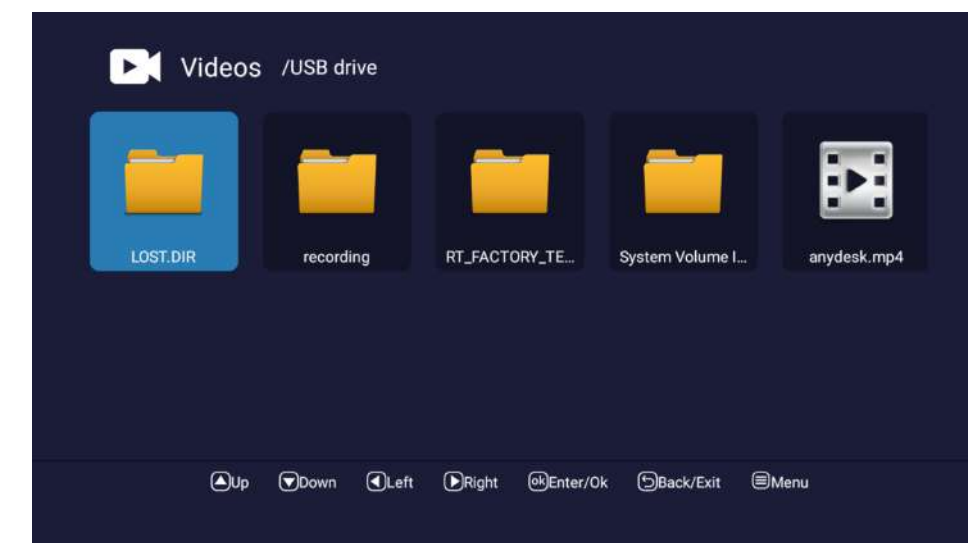 Videos /USB drive
LOST.DIR recording RT_FACTORY_TE... System Volume I... anydesk.mp4
Up Down Left Right ok Enter/Ok Back/Exit Menu